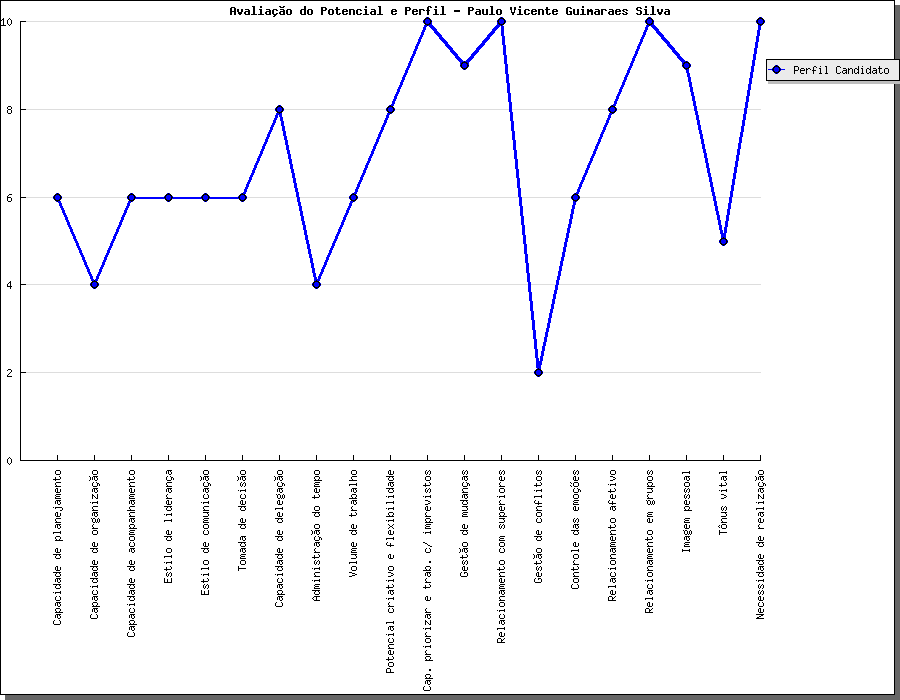 Avaliação do Potencial e Perfil - Paulo Vicente Guimaraes Silva
10
8
6
4
2
0
Perfil Candidato
Capacidade de planejamento
Capacidade de organização
Capacidade de acompanhamento
Estilo de liderança
Estilo de comunicação
Tomada de decisão
Capacidade de delegação
Administração do tempo
Volume de trabalho
Potencial criativo e flexibilidade
Cap. priorizar e trab. c/ imprevistos
Gestão de mudanças
Relacionamento com superiores
Gestão de conflitos
Controle das emoções
Relacionamento afetivo
Relacionamento em grupos
Imagem pessoal
Tônus vital
Necessidade de realização